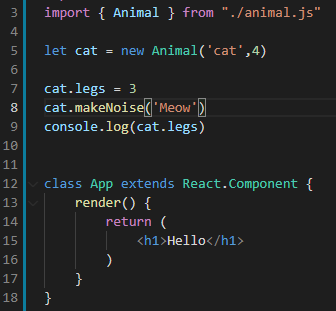 3 import { Animal } from "./animal.js"
4
5 let cat = new Animal('cat',4)
6
7 cat.legs = 3
8 cat.makeNoise('Meow')
9 console.log(cat.legs)
10
11
12 class App extends React.Component {
13     render() {
14         return (
15             <h1>Hello</h1>
16         )
17     }
18 }